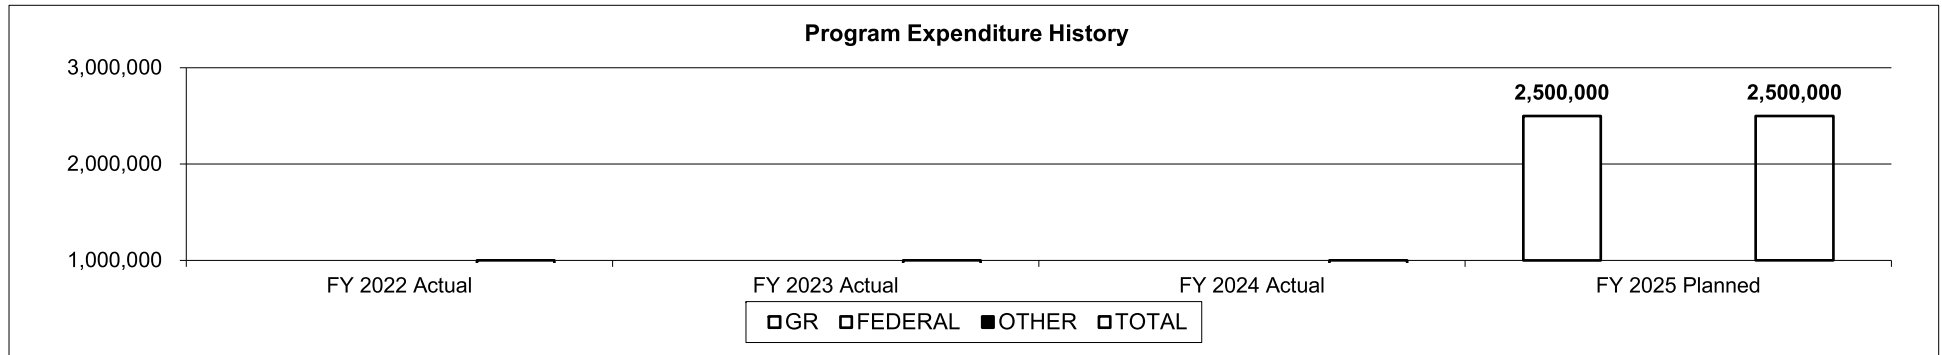 Program Expenditure History
3,000,000
2,500,000 2,500,000
2,000,000
1,000,000
FY 2022 Actual FY 2023 Actual FY 2024 Actual FY 2025 Planned
GR FEDERAL OTHER TOTAL